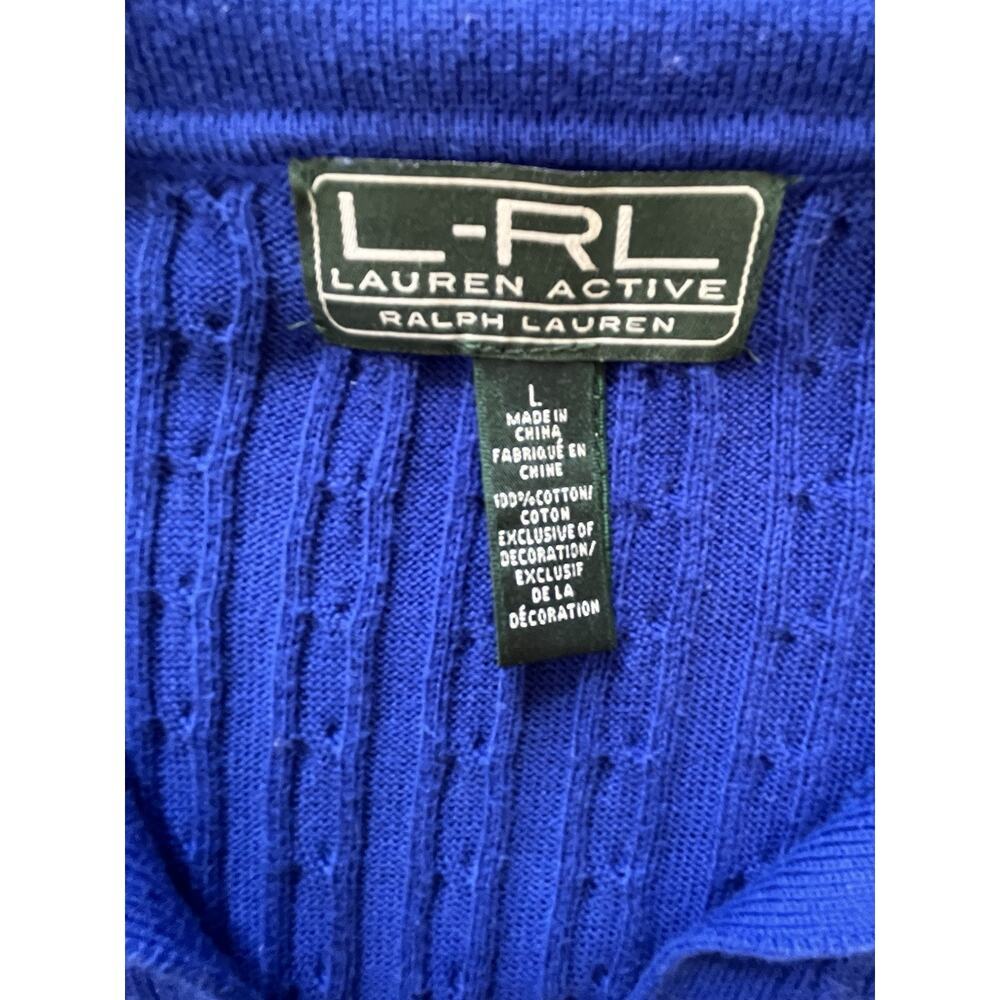 L-RL
LAUREN ACTIVE
RALPH LAUREN
L
MADE IN
CHINA
FABRIQUÉ EN
CHINE
100%COTTON/
COTON
EXCLUSIVE OF
DECORATION/
EXCLUSIF
DE LA
DÉCORATION